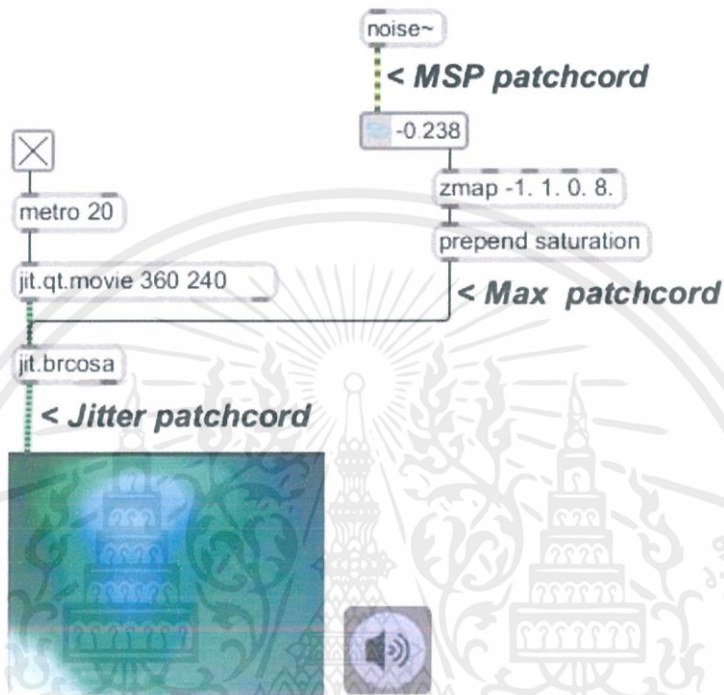 noise~
< MSP patchcord
-0.238
metro 20
zmap -1. 1. 0. 8.
prepend saturation
jit.qt.movie 360 240
< Max patchcord
jit.brcosa
< Jitter patchcord